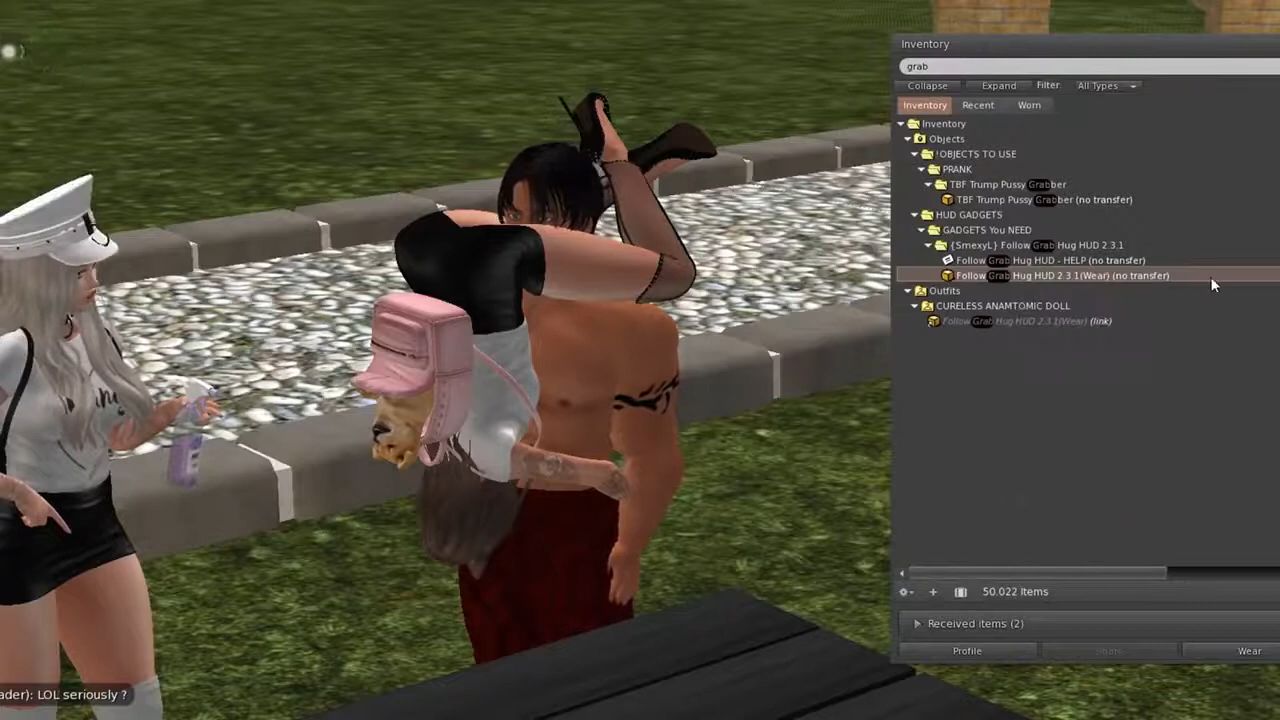 Inventory
grab
Collapse Expand Filter: All Types
Inventory Recent Worn
Inventory
Objects
! OBJECTS TO USE
PRANK
TBF Trump Pussy Grabber
TBF Trump Pussy Grabber (no transfer)
HUD GADGETS
GADGETS You NEED
{SmexyL} Follow Grab Hug HUD 2.3.1
Follow Grab Hug HUD - HELP (no transfer)
Follow Grab Hug HUD 2.3.1(Wear) (no transfer)
Outfits
CURELESS ANAMTOMIC DOLL
Follow Grab Hug HUD 2.3.1(Wear) (link)
50.022 Items
Received items (2)
Profile Share Wear
ader): LOL seriously ?